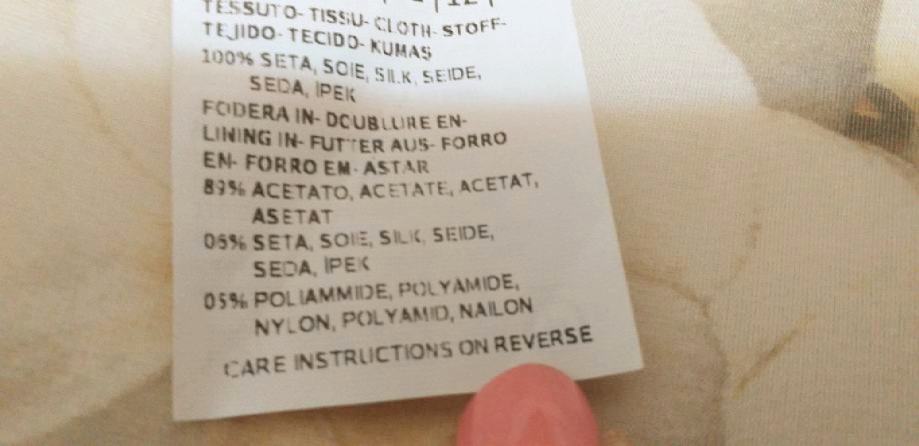 TESSUTO- TISSU- CLOTH- STOFF-
TEJIDO- TECIDO- KUMAS
100% SETA, SOIE, SILK, SEIDE,
SEDA, İPEK
FODERA IN- DOUBLURE EN-
LINING IN- FUTTER AUS- FORRO
EN- FORRO EM- ASTAR
89% ACETATO, ACETATE, ACETAT,
ASETAT
06% SETA, SOIE, SILK, SEIDE,
SEDA, İPEK
05% POLIAMMIDE, POLYAMIDE,
NYLON, POLYAMID, NAILON
CARE INSTRUCTIONS ON REVERSE